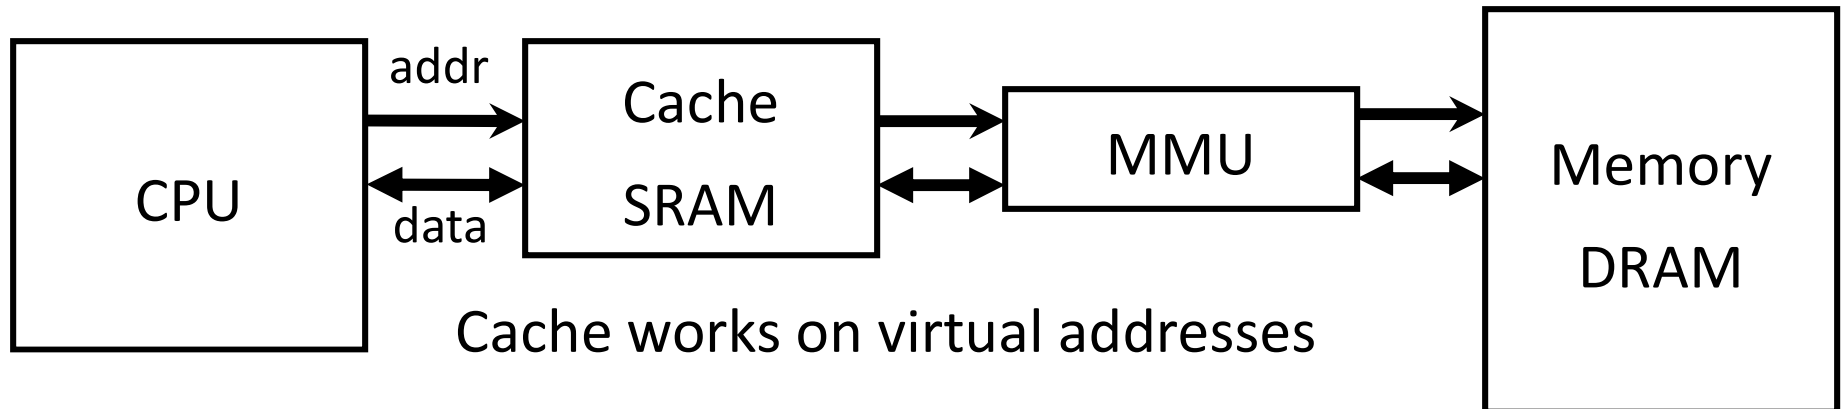 CPU
addr
data
Cache
SRAM
MMU
Memory
DRAM
Cache works on virtual addresses